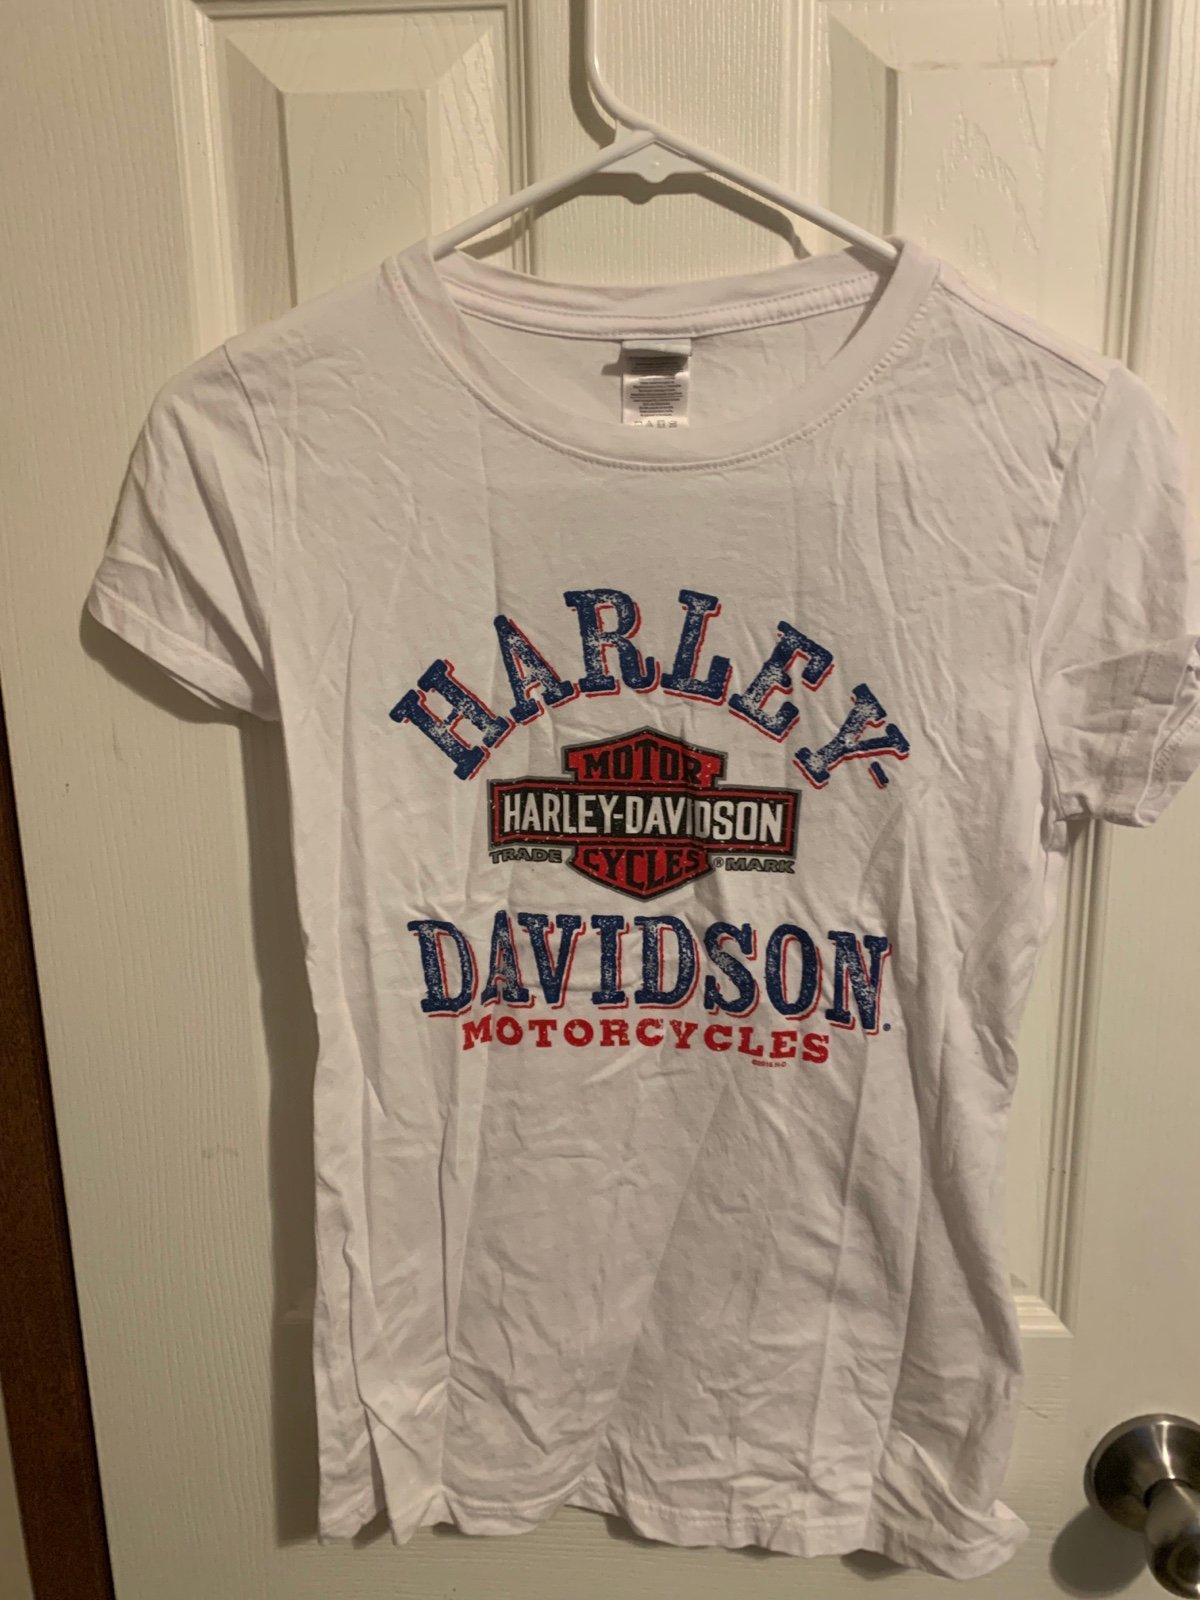 HARLEY-
MOTOR
HARLEY-DAVIDSON
TRADE CYCLES ® MARK
DAVIDSON.
MOTORCYCLES